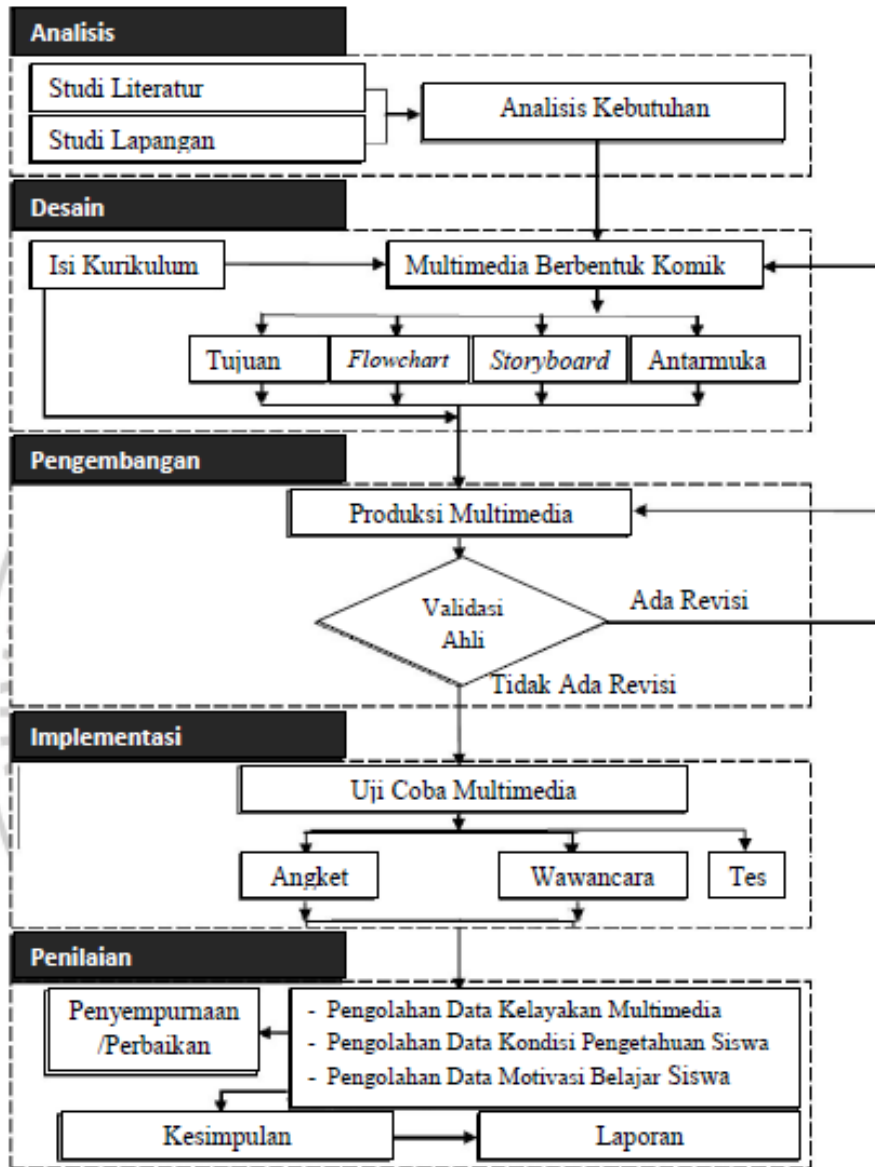 Analisis
Studi Literatur
Studi Lapangan
Analisis Kebutuhan
Desain
Isi Kurikulum
Multimedia Berbentuk Komik
Tujuan
Flowchart
Storyboard
Antarmuka
Pengembangan
Produksi Multimedia
Validasi
Ahli
Ada Revisi
Tidak Ada Revisi
Implementasi
Uji Coba Multimedia
Angket
Wawancara
Tes
Penilaian
Penyempurnaan
/Perbaikan
- Pengolahan Data Kelayakan Multimedia
- Pengolahan Data Kondisi Pengetahuan Siswa
- Pengolahan Data Motivasi Belajar Siswa
Kesimpulan
Laporan